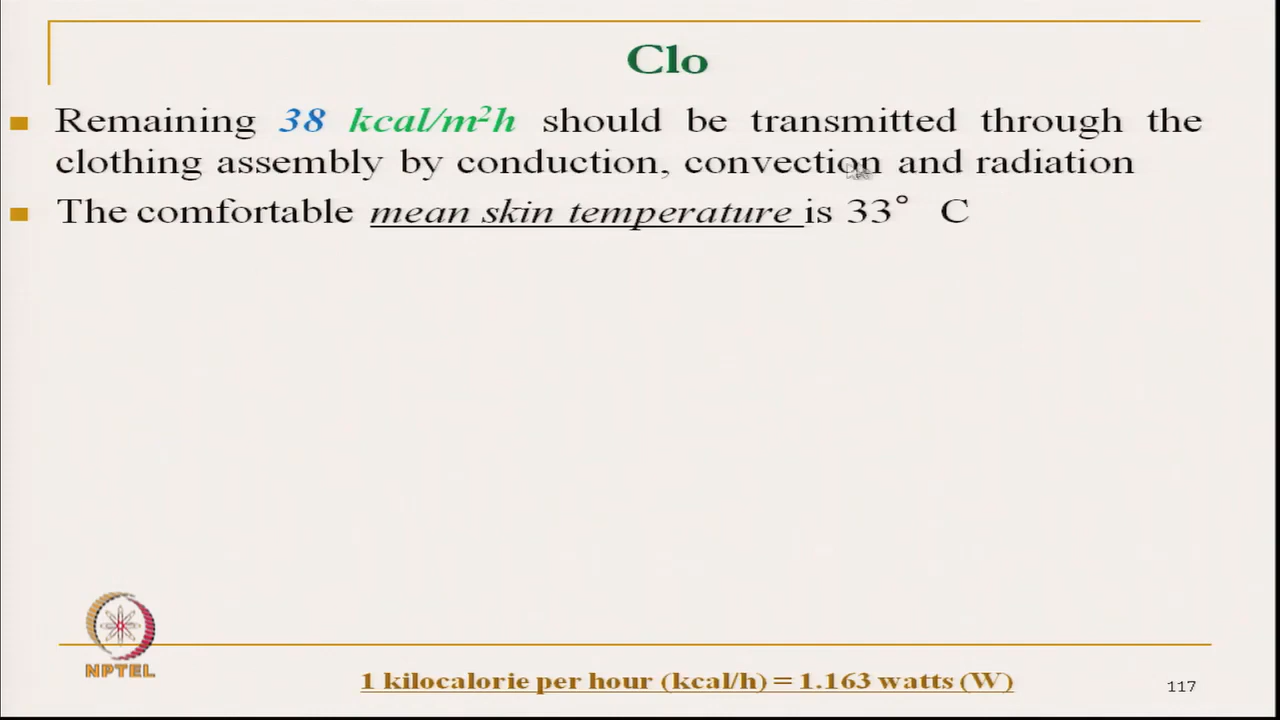 Clo
Remaining 38 kcal/m²h should be transmitted through the
clothing assembly by conduction, convection and radiation
The comfortable mean skin temperature is 33° C
NPTEL
1 kilocalorie per hour (kcal/h) = 1.163 watts (W)
117